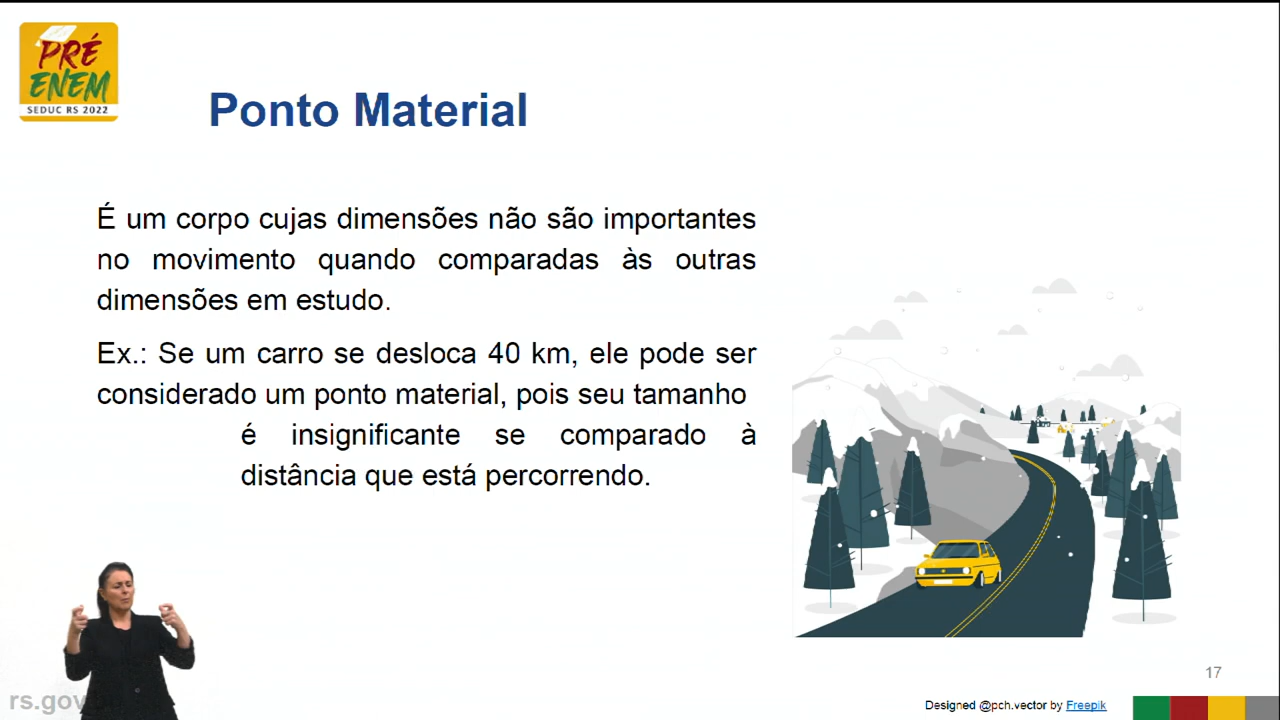 PRÉ
ENEM
SEDUC RS 2022
Ponto Material
É um corpo cujas dimensões não são importantes
no movimento quando comparadas às outras
dimensões em estudo.
Ex.: Se um carro se desloca 40 km, ele pode ser
considerado um ponto material, pois seu tamanho
é insignificante se comparado à
distância que está percorrendo.
17
rs.gov
Designed @pch.vector by Freepik